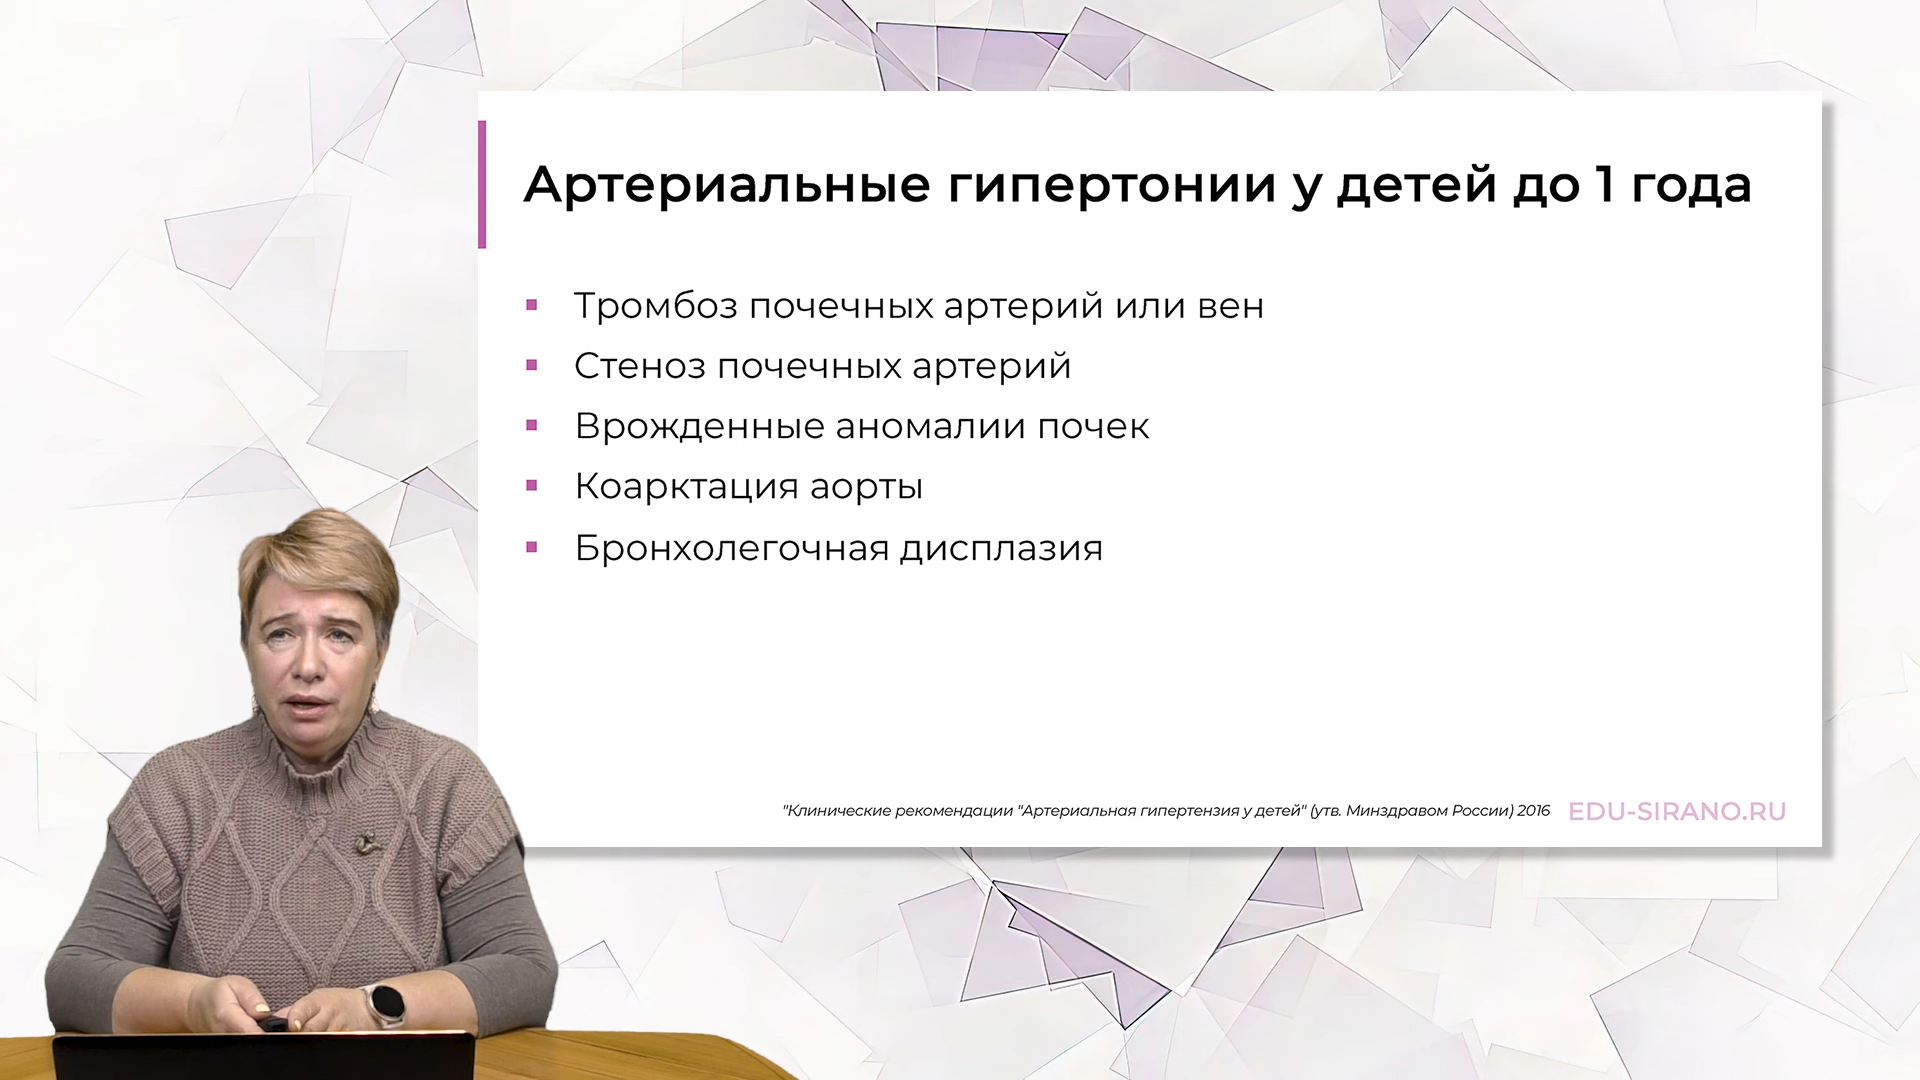 Артериальные гипертонии у детей до 1 года
Тромбоз почечных артерий или вен
Стеноз почечных артерий
Врожденные аномалии почек
Коарктация аорты
Бронхолегочная дисплазия
"Клинические рекомендации "Артериальная гипертензия у детей" (утв. Минздравом России) 2016
EDU-SIRANO.RU